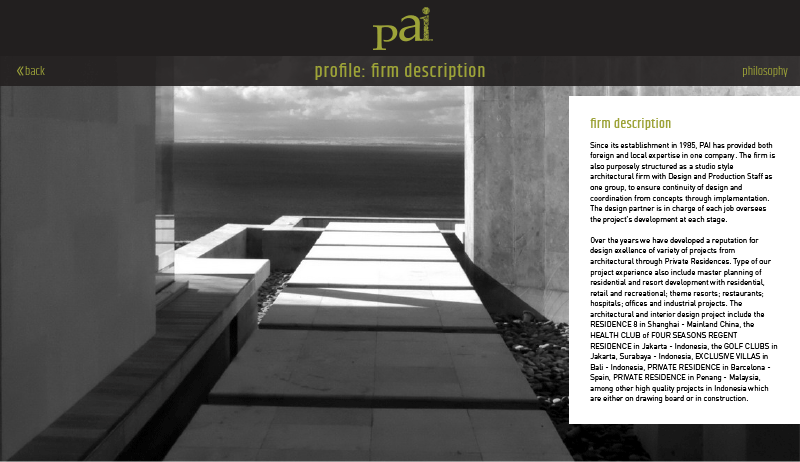 pai
« back
profile: firm description
philosophy
firm description
Since its establishment in 1985, PAI has provided both
foreign and local expertise in one company. The firm is
also purposely structured as a studio style
architectural firm with Design and Production Staff as
one group, to ensure continuity of design and
coordination from concepts through implementation.
The design partner is in charge of each job oversees
the project's development at each stage.
Over the years we have developed a reputation for
design exllence of variety of projects from
architectural through Private Residences. Type of our
project experience also include master planning of
residential and resort development with residential,
retail and recreational; theme resorts; restaurants;
hospitals; offices and industrial projects. The
architectural and interior design project include the
RESIDENCE 8 in Shanghai - Mainland China, the
HEALTH CLUB of FOUR SEASONS REGENT
RESIDENCE in Jakarta - Indonesia, the GOLF CLUBS in
Jakarta, Surabaya - Indonesia, EXCLUSIVE VILLAS in
Bali - Indonesia, PRIVATE RESIDENCE in Barcelona -
Spain, PRIVATE RESIDENCE in Penang - Malaysia,
among other high quality projects in Indonesia which
are either on drawing board or in construction.